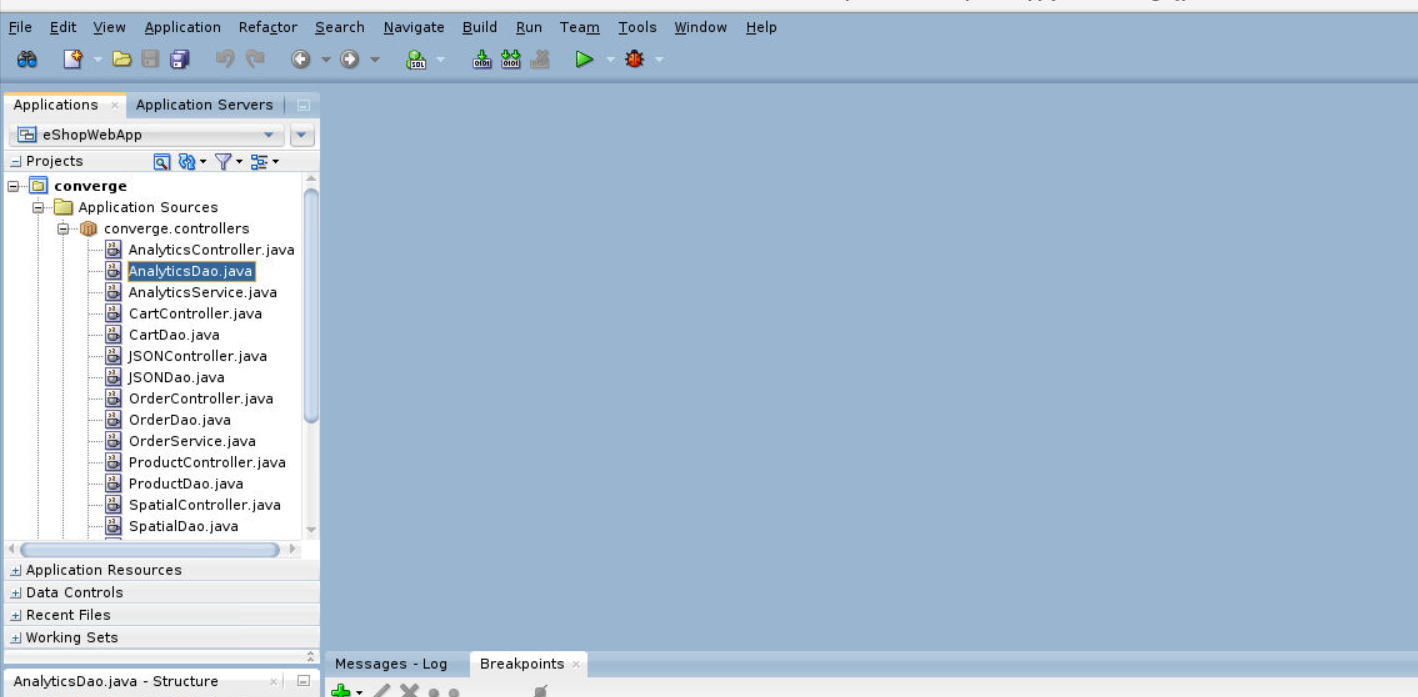 File Edit View Application Refactor Search Navigate Build Run Team Tools Window Help
Applications Application Servers
eShopWebApp
Projects
converge
Application Sources
converge.controllers
AnalyticsController.java
AnalyticsDao.java
AnalyticsService.java
CartController.java
CartDao.java
JSONController.java
JSONDao.java
OrderController.java
OrderDao.java
OrderService.java
ProductController.java
ProductDao.java
SpatialController.java
SpatialDao.java
Application Resources
Data Controls
Recent Files
Working Sets
Messages - Log Breakpoints
AnalyticsDao.java - Structure